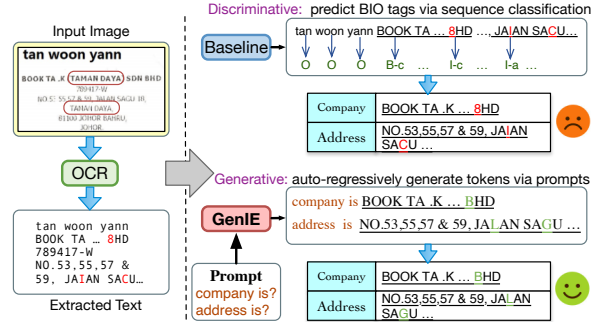 Input Image
tan woon yann
BOOK TA .K (TAMAN DAYA) SDN BHD
789417-W
NO.53, 55, 57 & 59, JALAN SAGU 18,
TAMAN DAYA,
81100 JOHOR BAHRU,
JOHOR.
OCR
tan woon yann
BOOK TA ... 8HD
789417-W
NO.53,55,57 &
59, JAIAN SACU…
Extracted Text
Discriminative: predict BIO tags via sequence classification
Baseline
tan woon yann BOOK TA ... 8HD ..., JAIAN SACU...
O O O B-c ... I-c ... I-a ...
Company BOOK TA .K ... 8HD
Address NO.53,55,57 & 59, JAIAN
SACU ...
Generative: auto-regressively generate tokens via prompts
GenIE
company is BOOK TA .K ... BHD
address is NO.53,55,57 & 59, JALAN SAGU ...
Prompt
company is?
address is?
Company BOOK TA .K ... BHD
Address NO.53,55,57 & 59, JALAN
SAGU ...